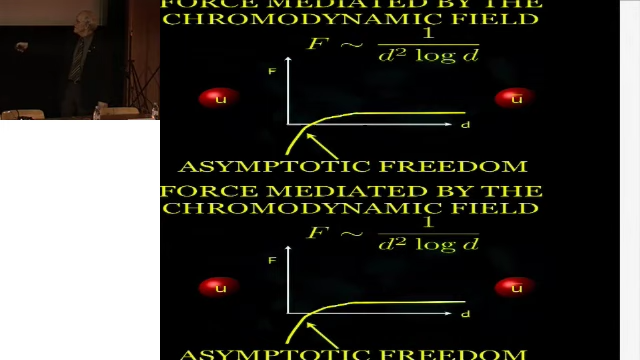 FORCE MEDIATED BY THE
CHROMODYNAMIC FIELD
F ~ 1 / d² log d
F
u
ū
d
ASYMPTOTIC FREEDOM
FORCE MEDIATED BY THE
CHROMODYNAMIC FIELD
F ~ 1 / d² log d
F
u
ū
d
ASYMPTOTIC FREEDOM